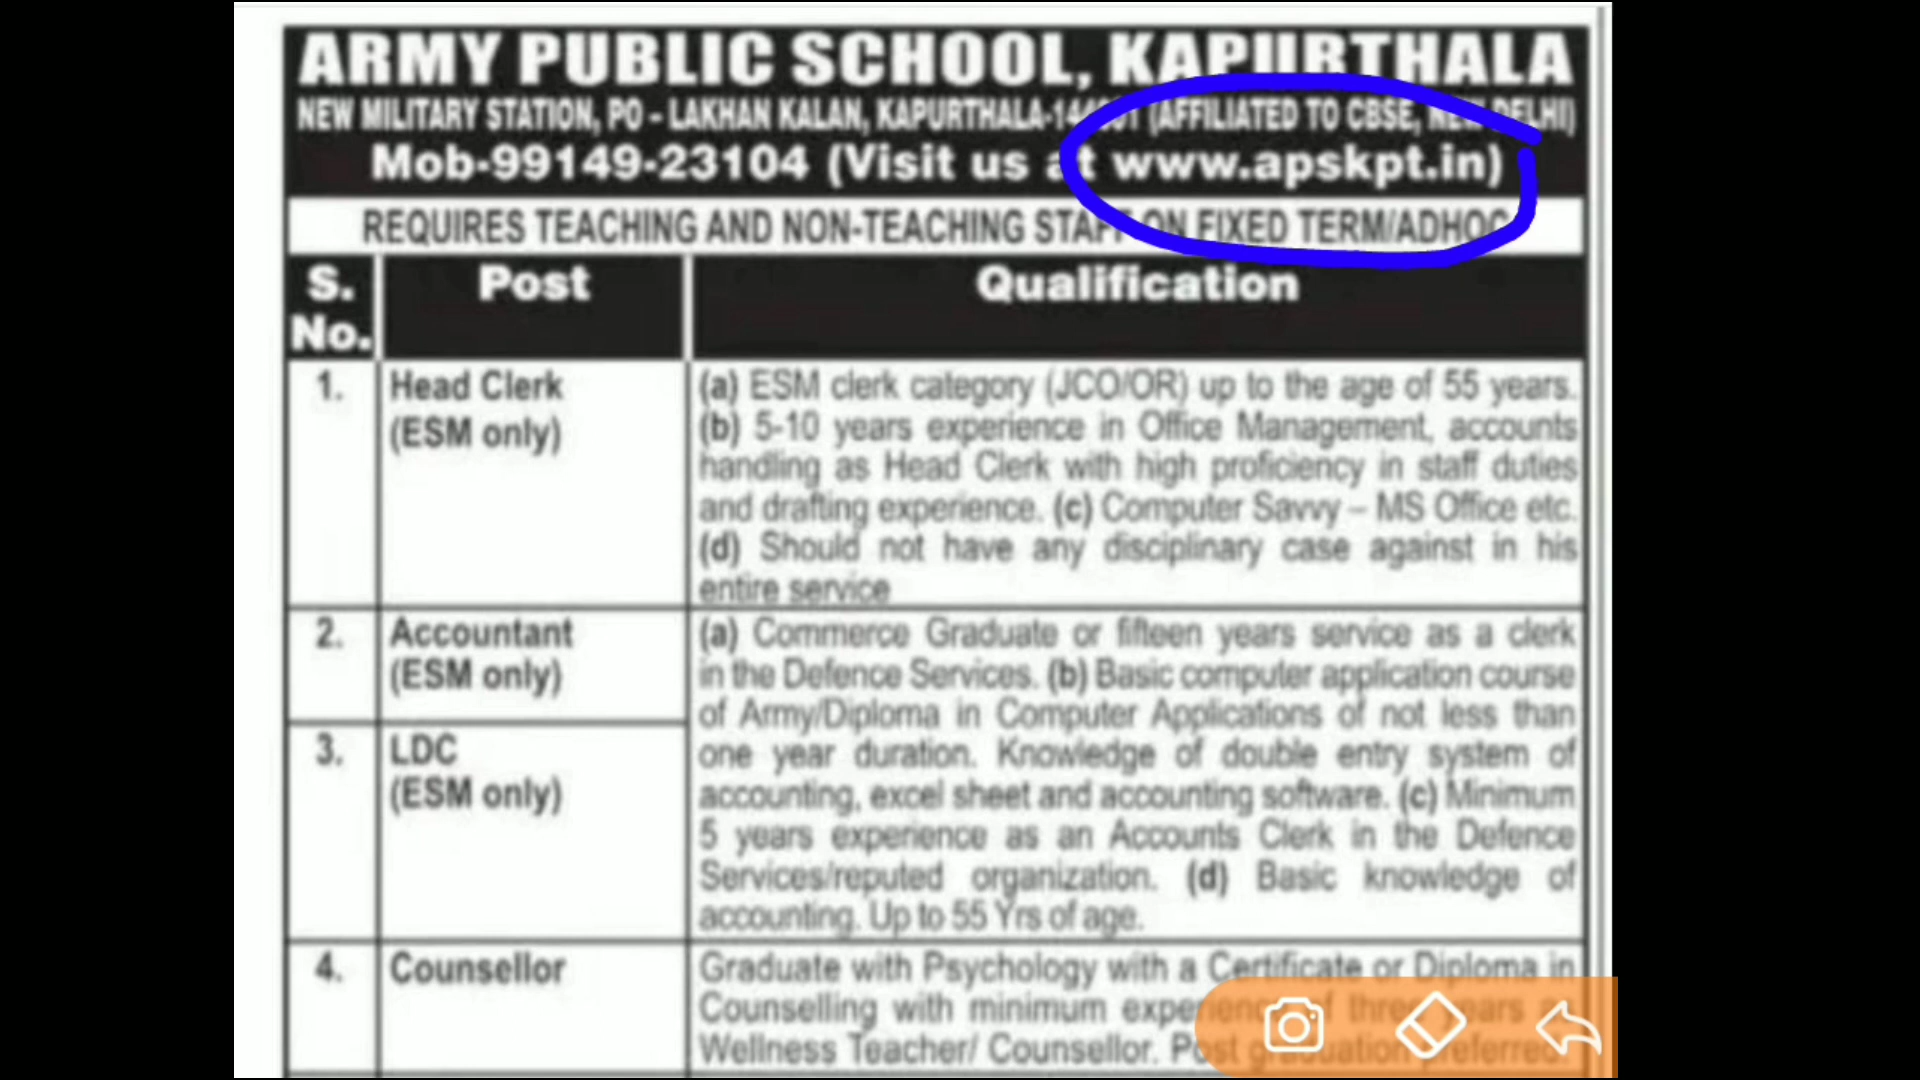 ARMY PUBLIC SCHOOL, KAPURTHALA
NEW MILITARY STATION, PO - LAKHAN KALAN, KAPURTHALA- (AFFILIATED TO CBSE, NEW DELHI)
Mob-99149-23104 (Visit us at www.apskpt.in)
REQUIRES TEACHING AND NON-TEACHING STAFF ON FIXED TERM/ADHOC
S. No. Post Qualification
1. Head Clerk (ESM only)
(a) ESM clerk category (JCO/OR) up to the age of 55 years.
(b) 5-10 years experience in Office Management, accounts
handling as Head Clerk with high proficiency in staff duties
and drafting experience. (c) Computer Savvy – MS Office etc.
(d) Should not have any disciplinary case against in his
entire service
2. Accountant (ESM only)
3. LDC (ESM only)
(a) Commerce Graduate or fifteen years service as a clerk
in the Defence Services. (b) Basic computer application course
of Army/Diploma in Computer Applications of not less than
one year duration. Knowledge of double entry system of
accounting, excel sheet and accounting software. (c) Minimum
5 years experience as an Accounts Clerk in the Defence
Services/reputed organization. (d) Basic knowledge of
accounting. Up to 55 Yrs of age.
4. Counsellor
Graduate with Psychology with a Certificate or Diploma in
Counselling with minimum experience of three years as
Wellness Teacher/ Counsellor. Post graduation preferred.